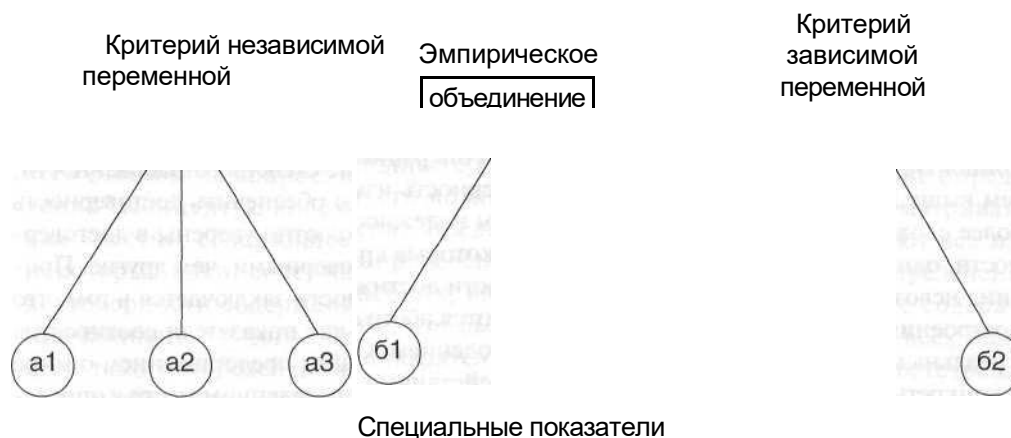 Критерий независимой
переменной
Эмпирическое
объединение
Критерий
зависимой
переменной
а1
а2
а3
б1
б2
Специальные показатели